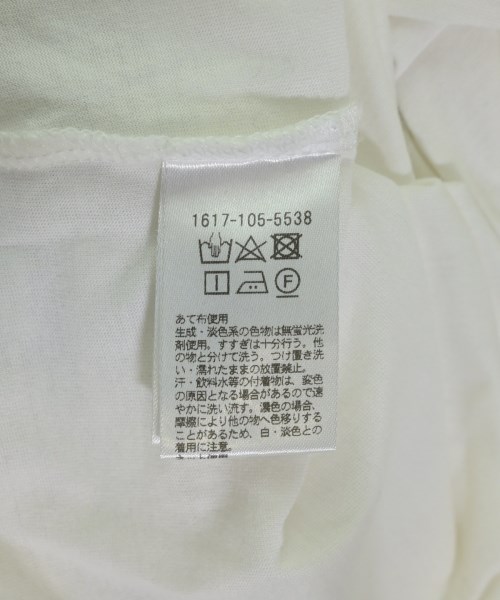 1617-105-5538
F
あて布使用
生成・淡色系の色物は無蛍光洗
剤使用。すすぎは十分行う。他
の物と分けて洗う。つけ置き洗
い・濡れたままの放置禁止。
汗・飲料水等の付着物は、変色
の原因となる場合があるので速
やかに洗い流す。濃色の場合、
摩擦により他の物へ色移りする
ことがあるため、白・淡色との
着用に注意。
ネット使用